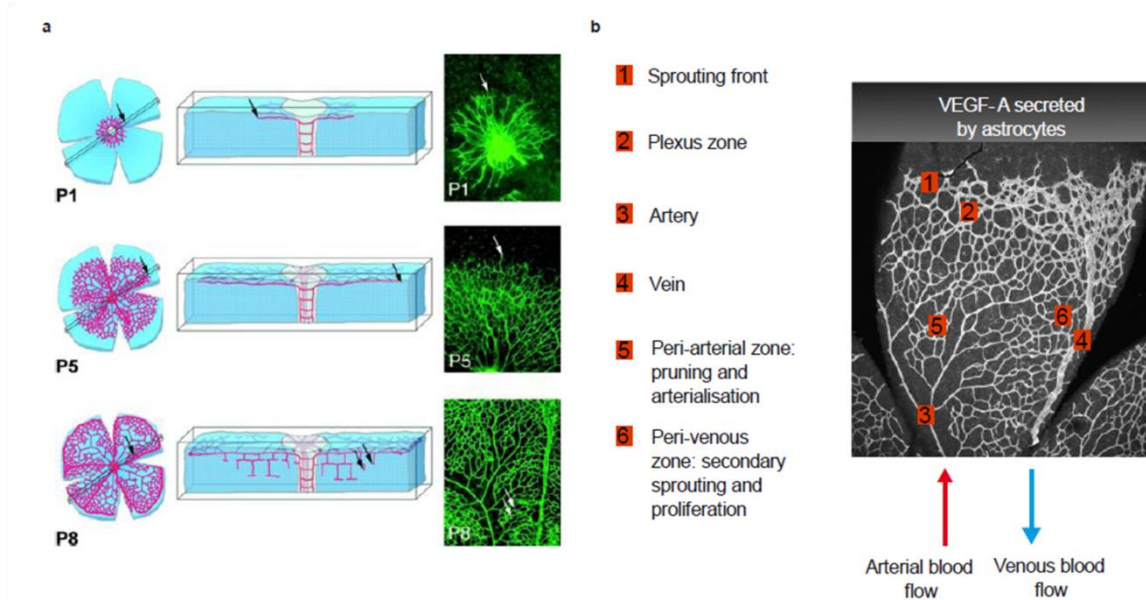 a
P1
P1
P5
P5
P8
P8
b
1 Sprouting front
2 Plexus zone
3 Artery
4 Vein
5 Peri-arterial zone:
pruning and
arterialisation
6 Peri-venous
zone: secondary
sprouting and
proliferation
VEGF-A secreted
by astrocytes
1
2
6
5
4
3
Arterial blood
flow
Venous blood
flow